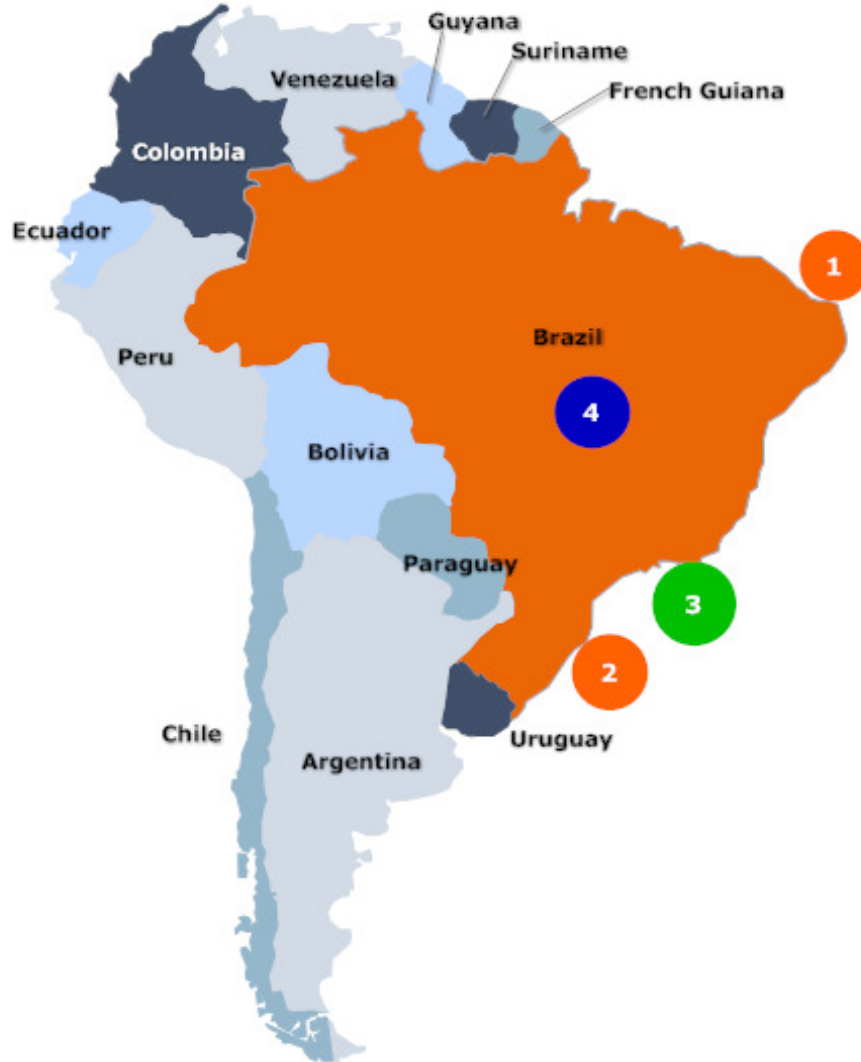 Guyana
Suriname
Venezuela
French Guiana
Colombia
Ecuador
1
Brazil
Peru
4
Bolivia
Paraguay
3
2
Chile
Uruguay
Argentina